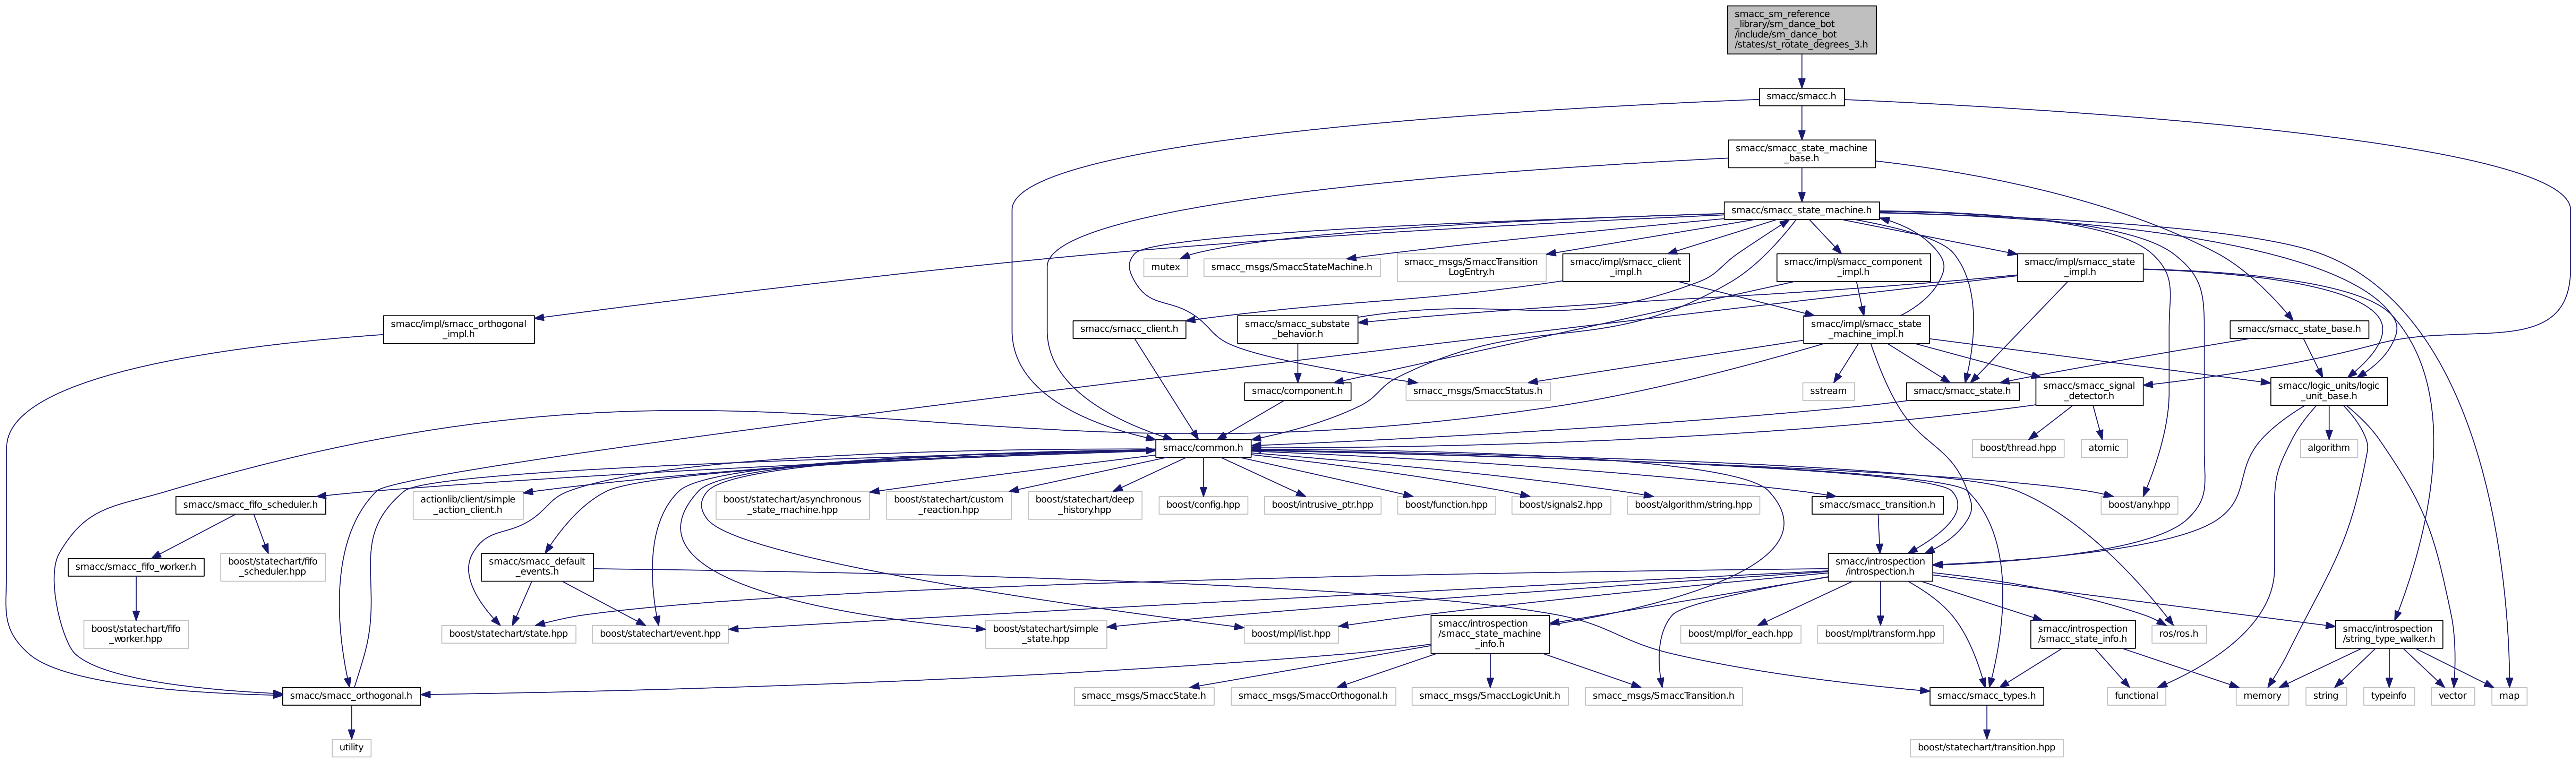 smacc_sm_reference
_library/sm_dance_bot
/include/sm_dance_bot
/states/st_rotate_degrees_3.h
smacc/smacc.h
smacc/smacc_state_machine
_base.h
smacc/smacc_state_machine.h
mutex
smacc_msgs/SmaccStateMachine.h
smacc_msgs/SmaccTransition
LogEntry.h
smacc/impl/smacc_client
_impl.h
smacc/impl/smacc_component
_impl.h
smacc/impl/smacc_state
_impl.h
smacc/impl/smacc_orthogonal
_impl.h
smacc/smacc_client.h
smacc/smacc_substate
_behavior.h
smacc/impl/smacc_state
_machine_impl.h
smacc/smacc_state_base.h
smacc/component.h
smacc_msgs/SmaccStatus.h
sstream
smacc/smacc_state.h
smacc/smacc_signal
_detector.h
smacc/logic_units/logic
_unit_base.h
smacc/common.h
boost/thread.hpp
atomic
algorithm
smacc/smacc_fifo_scheduler.h
actionlib/client/simple
_action_client.h
boost/statechart/asynchronous
_state_machine.hpp
boost/statechart/custom
_reaction.hpp
boost/statechart/deep
_history.hpp
boost/config.hpp
boost/intrusive_ptr.hpp
boost/function.hpp
boost/signals2.hpp
boost/algorithm/string.hpp
smacc/smacc_transition.h
boost/any.hpp
smacc/smacc_fifo_worker.h
boost/statechart/fifo
_scheduler.hpp
smacc/smacc_default
_events.h
smacc/introspection
/introspection.h
boost/statechart/fifo
_worker.hpp
boost/statechart/state.hpp
boost/statechart/event.hpp
boost/statechart/simple
_state.hpp
boost/mpl/list.hpp
smacc/introspection
/smacc_state_machine
_info.h
boost/mpl/for_each.hpp
boost/mpl/transform.hpp
smacc/introspection
/smacc_state_info.h
ros/ros.h
smacc/introspection
/string_type_walker.h
smacc/smacc_orthogonal.h
smacc_msgs/SmaccState.h
smacc_msgs/SmaccOrthogonal.h
smacc_msgs/SmaccLogicUnit.h
smacc_msgs/SmaccTransition.h
smacc/smacc_types.h
functional
memory
string
typeinfo
vector
map
utility
boost/statechart/transition.hpp